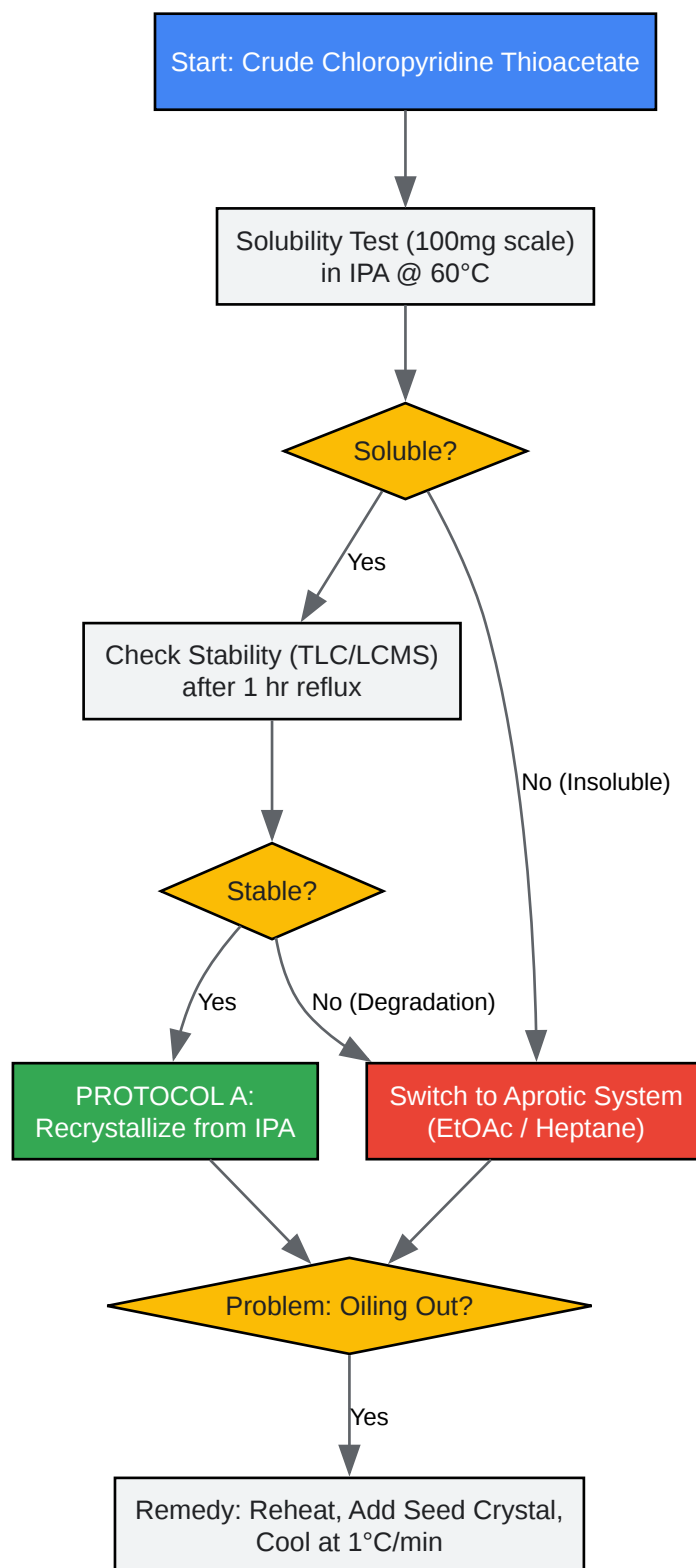 Start: Crude Chloropyridine Thioacetate
Solubility Test (100mg scale)
in IPA @ 60°C
Soluble?
Yes
Check Stability (TLC/LCMS)
after 1 hr reflux
No (Insoluble)
Stable?
Yes
No (Degradation)
PROTOCOL A:
Recrystallize from IPA
Switch to Aprotic System
(EtOAc / Heptane)
Problem: Oiling Out?
Yes
Remedy: Reheat, Add Seed Crystal,
Cool at 1°C/min